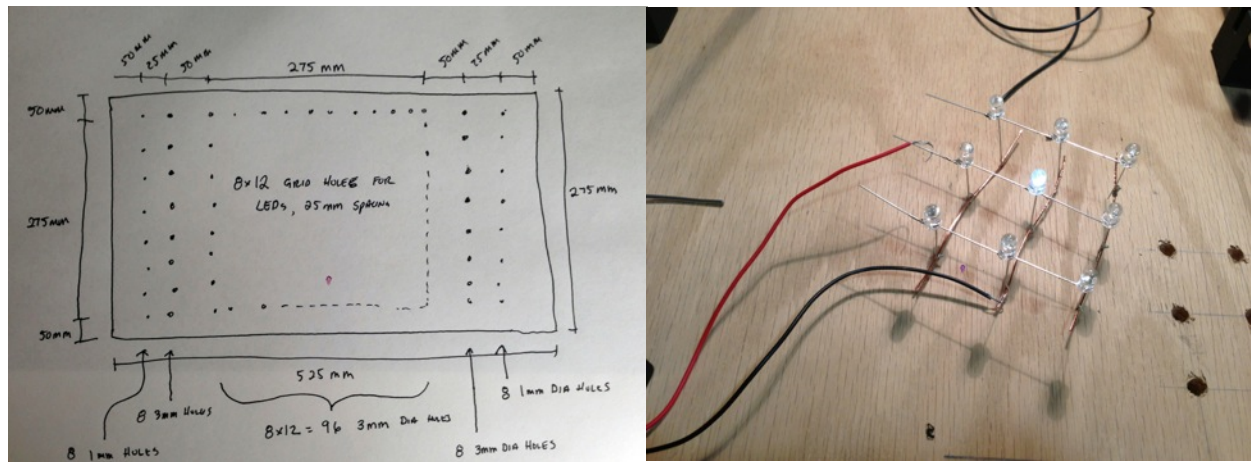 50mm 25mm 50mm 275 mm 50mm 25mm 50mm
50mm
275 mm
50mm
275mm
8x12 GRID HOLES FOR
LEDs, 25mm SPACING
525 mm
8 1mm HOLES
8 3mm HOLES
8x12 = 96 3mm DIA HOLES
8 3mm DIA HOLES
8 1mm DIA HOLES